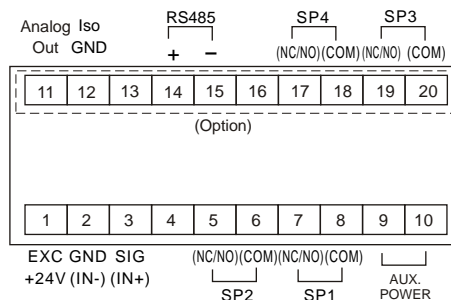 RS485 SP4 SP3
Analog Iso
Out GND + − (NC/NO) (COM) (NC/NO) (COM)
11 12 13 14 15 16 17 18 19 20
(Option)
1 2 3 4 5 6 7 8 9 10
EXC GND SIG (NC/NO) (COM) (NC/NO) (COM)
+24V (IN-) (IN+)
SP2 SP1 AUX.
POWER